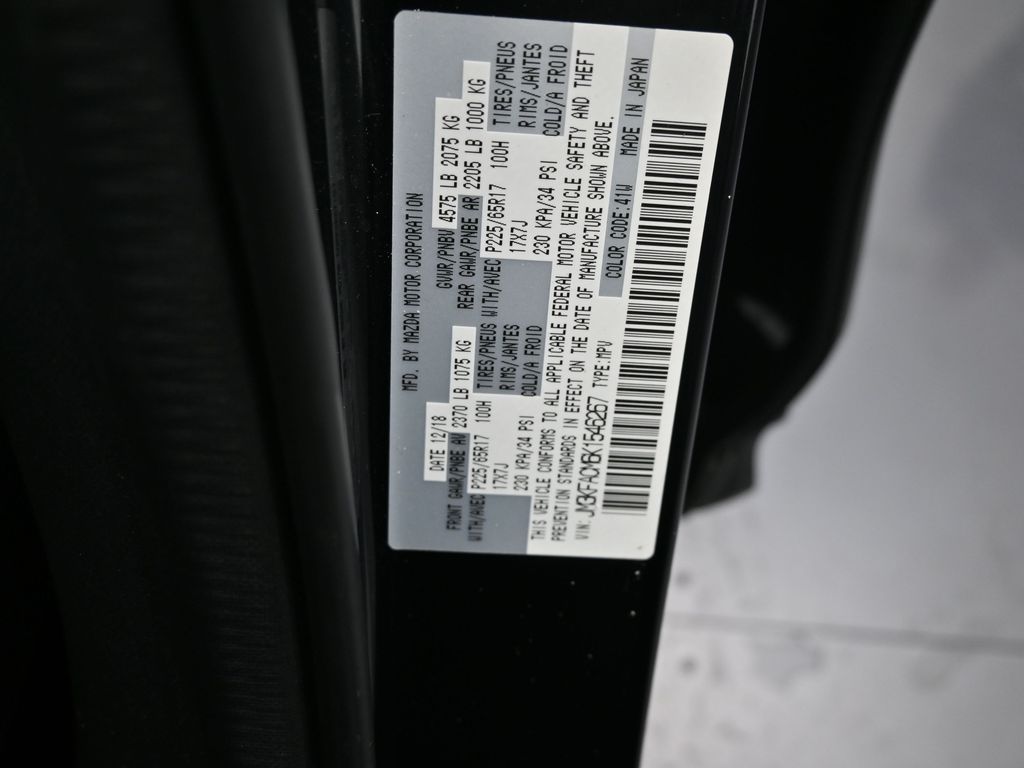 MFD. BY MAZDA MOTOR CORPORATION
DATE 12/18 GVWR/PNBV 4575 LB 2075 KG
FRONT GAWR/PNBE AV 2370 LB 1075 KG REAR GAWR/PNBE AR 2205 LB 1000 KG
WITH/AVEC P225/65R17 100H TIRES/PNEUS WITH/AVEC P225/65R17 100H TIRES/PNEUS
17X7J RIMS/JANTES 17X7J RIMS/JANTES
230 KPA/34 PSI COLD/A FROID 230 KPA/34 PSI COLD/A FROID
THIS VEHICLE CONFORMS TO ALL APPLICABLE FEDERAL MOTOR VEHICLE SAFETY AND THEFT
PREVENTION STANDARDS IN EFFECT ON THE DATE OF MANUFACTURE SHOWN ABOVE.
VIN: JM3KFACM3K1546267 TYPE:MPV COLOR CODE:41W MADE IN JAPAN